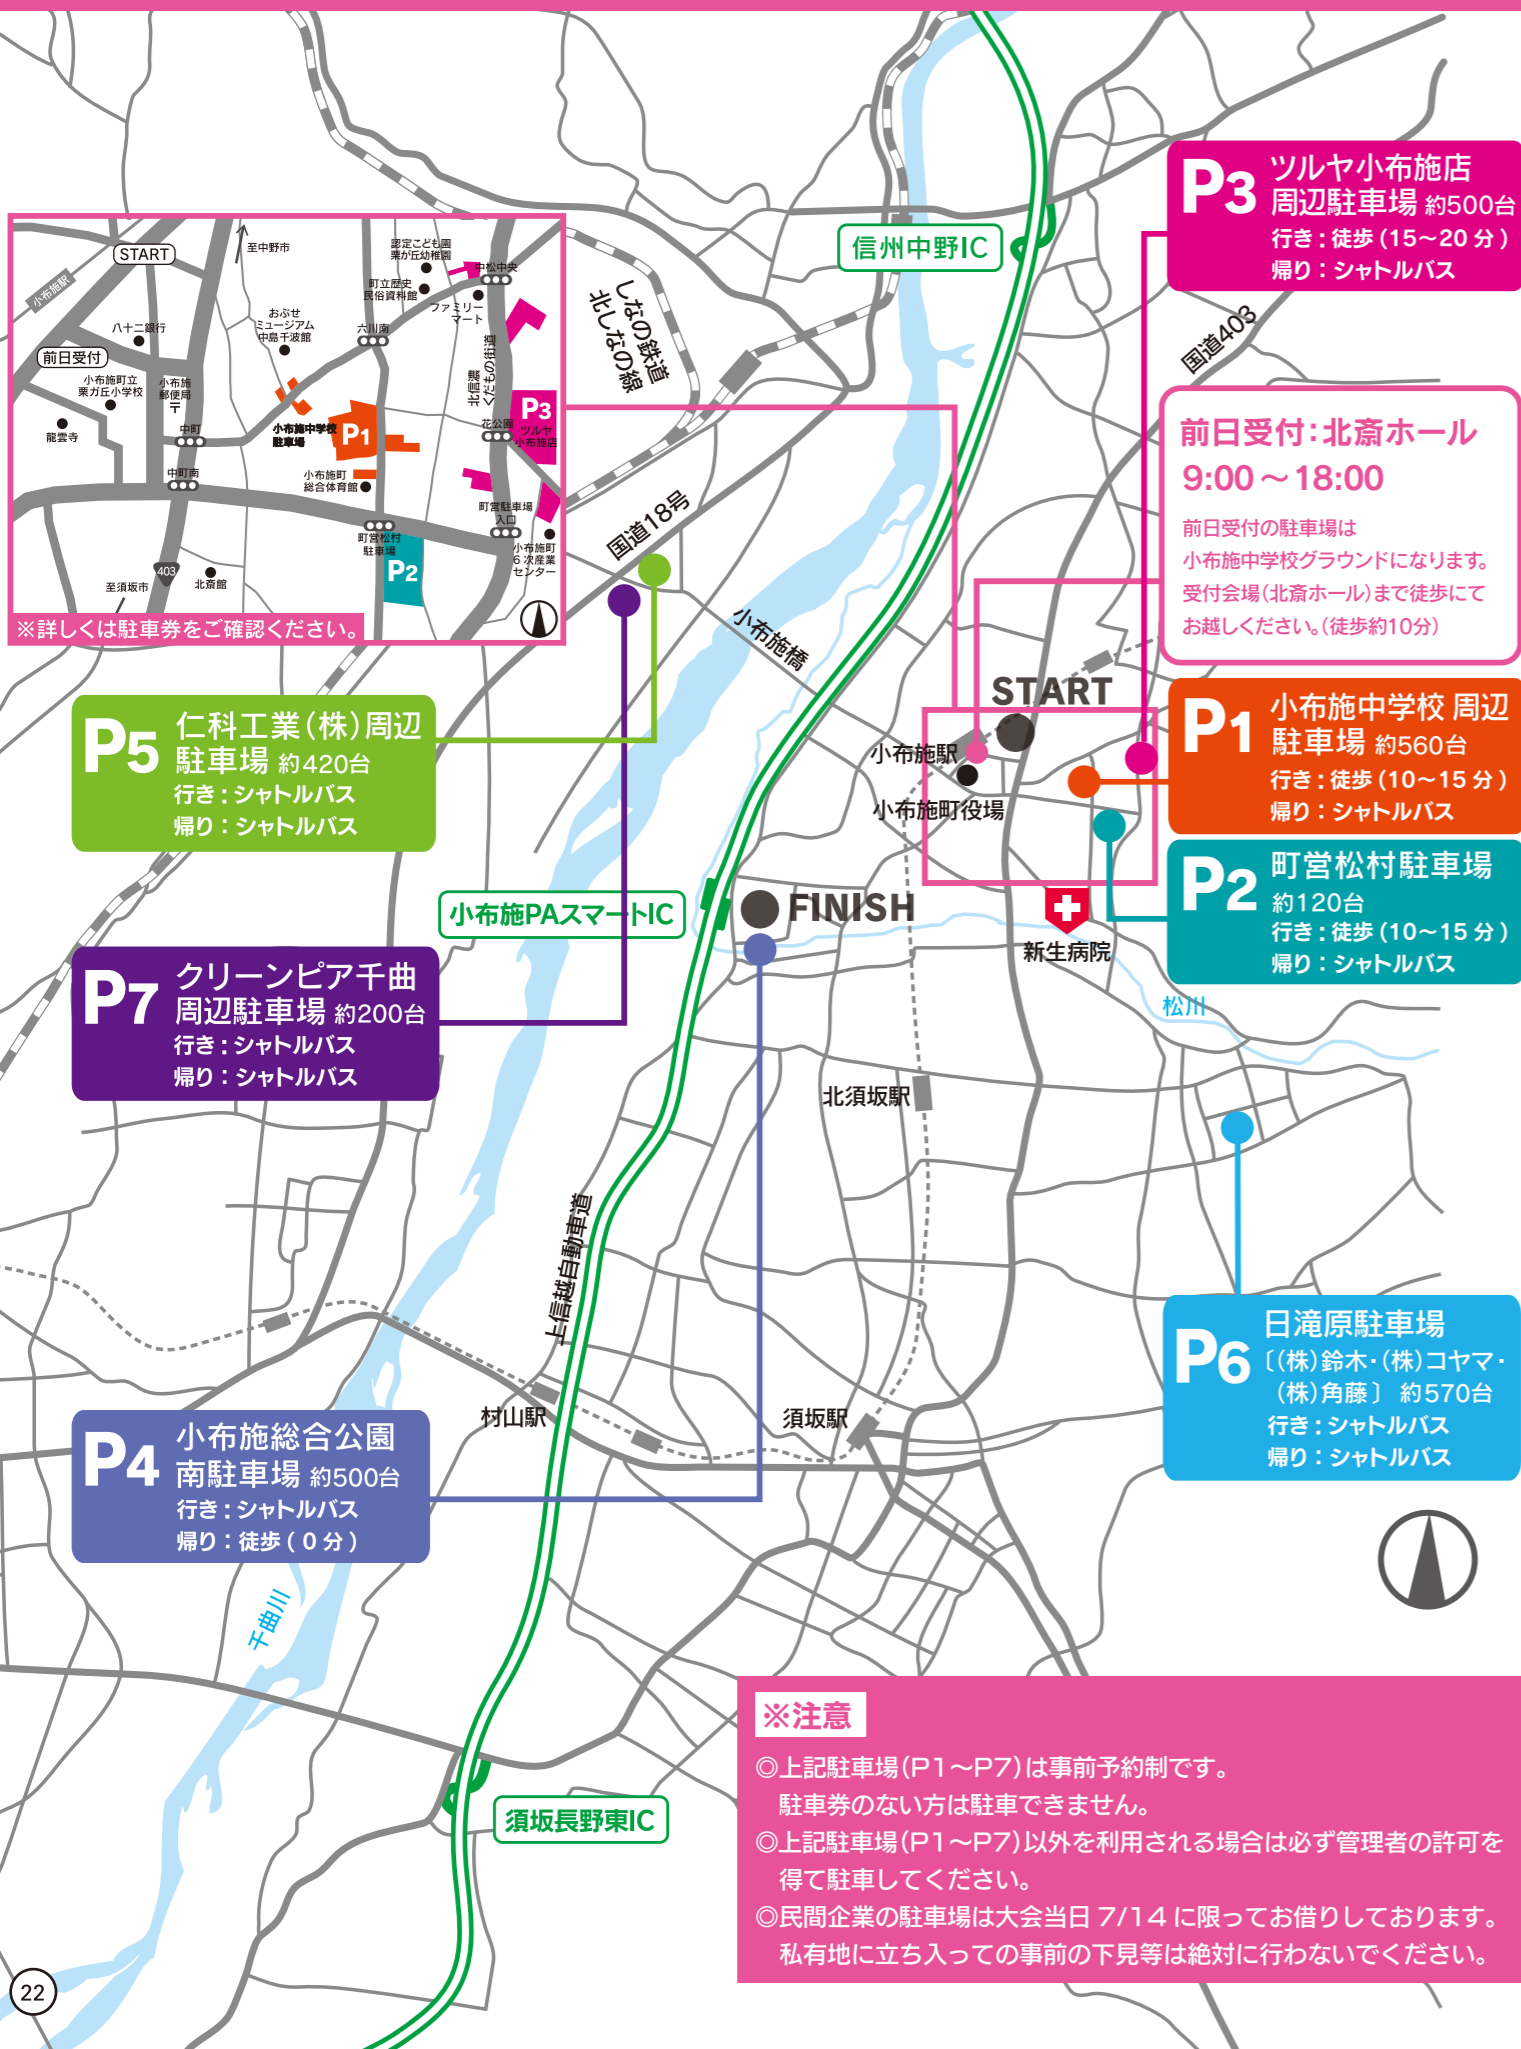 START
小布施駅
至中野市
認定こども園
栗が丘幼稚園
中松中央
町立歴史
民俗資料館
ファミリー
マート
おぶせ
ミュージアム
中島千波館
六川南
八十二銀行
前日受付
小布施町立
栗ガ丘小学校
小布施
郵便局
〒
龍雲寺
中町
北信濃
くだもの街道
小布施中学校
駐車場
P1
P3
ツルヤ
小布施店
花公園
中町南
小布施町
総合体育館
町営駐車場
入口
町営松村
駐車場
P2
小布施町
6次産業
センター
至須坂市
403
北斎館
※詳しくは駐車券をご確認ください。
しなの鉄道
北しなの線
信州中野IC
国道403
国道18号
小布施橋
P3
ツルヤ小布施店
周辺駐車場 約500台
行き:徒歩(15〜20分)
帰り:シャトルバス
前日受付:北斎ホール
9:00〜18:00
前日受付の駐車場は
小布施中学校グラウンドになります。
受付会場(北斎ホール)まで徒歩にて
お越しください。(徒歩約10分)
START
小布施駅
小布施町役場
P1
小布施中学校 周辺
駐車場 約560台
行き:徒歩(10〜15分)
帰り:シャトルバス
P2
町営松村駐車場
約120台
行き:徒歩(10〜15分)
帰り:シャトルバス
P5
仁科工業(株)周辺
駐車場 約420台
行き:シャトルバス
帰り:シャトルバス
小布施PAスマートIC
FINISH
新生病院
松川
P7
クリーンピア千曲
周辺駐車場 約200台
行き:シャトルバス
帰り:シャトルバス
北須坂駅
上信越自動車道
村山駅
須坂駅
P6
日滝原駐車場
〔(株)鈴木・(株)コヤマ・
(株)角藤〕 約570台
行き:シャトルバス
帰り:シャトルバス
P4
小布施総合公園
南駐車場 約500台
行き:シャトルバス
帰り:徒歩(0分)
千曲川
須坂長野東IC
※注意
◎上記駐車場(P1〜P7)は事前予約制です。
駐車券のない方は駐車できません。
◎上記駐車場(P1〜P7)以外を利用される場合は必ず管理者の許可を
得て駐車してください。
◎民間企業の駐車場は大会当日7/14に限ってお借りしております。
私有地に立ち入っての事前の下見等は絶対に行わないでください。
22